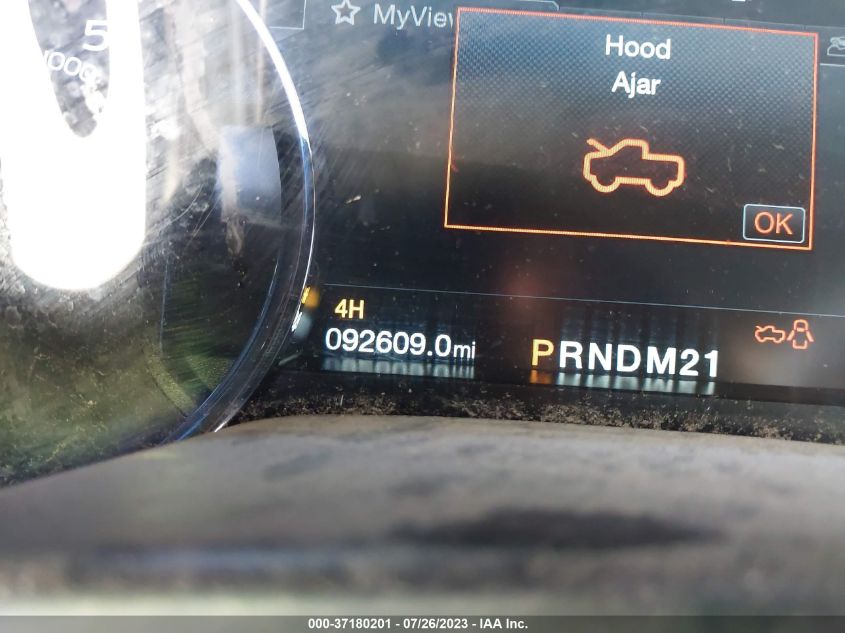 5
MyView
Hood
Ajar
OK
4H
092609.0mi
PRNDM21
000-37180201 - 07/26/2023 - IAA Inc.